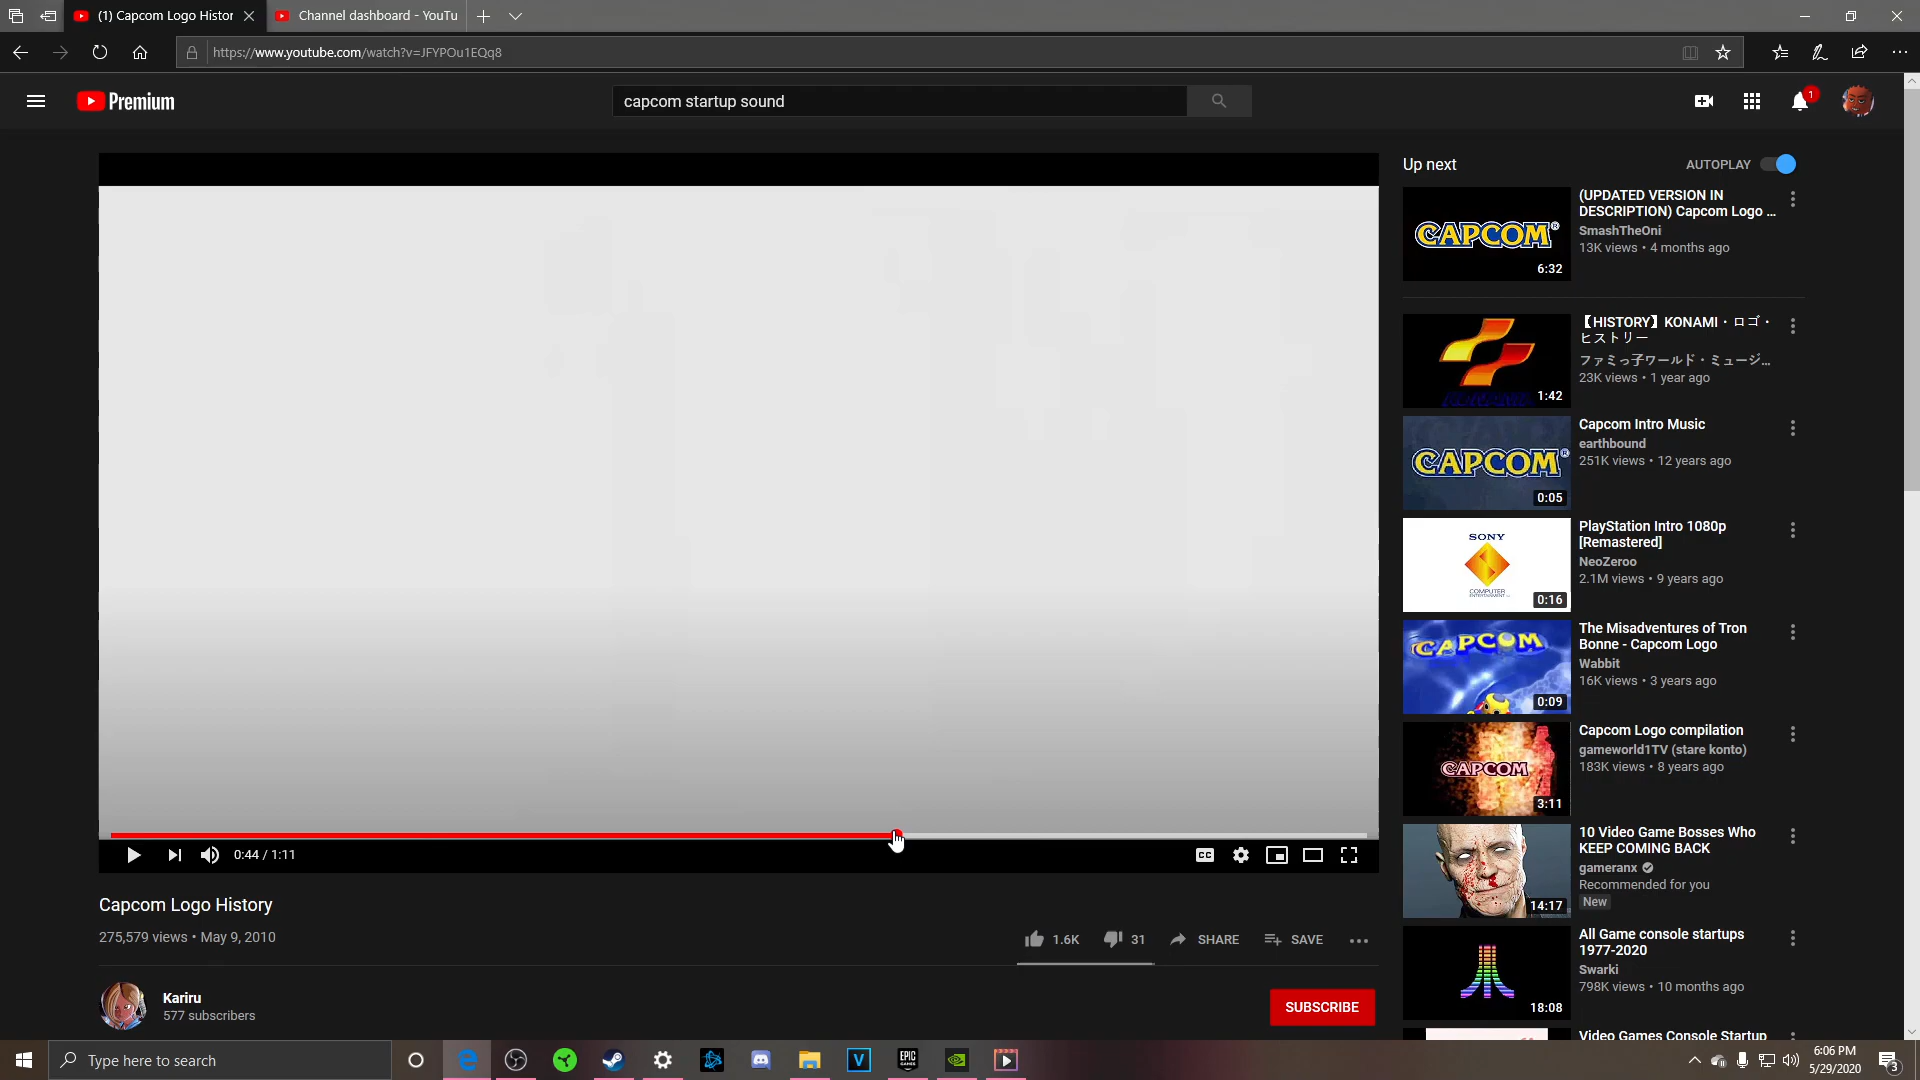 (1) Capcom Logo Histor
Channel dashboard - YouTu
https://www.youtube.com/watch?v=JFYPOu1EQq8
Premium
capcom startup sound
1
Up next
AUTOPLAY
CAPCOM
6:32
(UPDATED VERSION IN
DESCRIPTION) Capcom Logo ...
SmashTheOni
13K views • 4 months ago
1:42
【HISTORY】KONAMI・ロゴ・
ヒストリー
ファミっ子ワールド・ミュージ...
23K views • 1 year ago
CAPCOM
0:05
Capcom Intro Music
earthbound
251K views • 12 years ago
SONY
COMPUTER
ENTERTAINMENT
0:16
PlayStation Intro 1080p
[Remastered]
NeoZeroo
2.1M views • 9 years ago
CAPCOM
0:09
The Misadventures of Tron
Bonne - Capcom Logo
Wabbit
16K views • 3 years ago
CAPCOM
3:11
Capcom Logo compilation
gameworld1TV (stare konto)
183K views • 8 years ago
14:17
10 Video Game Bosses Who
KEEP COMING BACK
gameranx
Recommended for you
New
18:08
All Game console startups
1977-2020
Swarki
798K views • 10 months ago
Video Games Console Startup
0:44 / 1:11
CC
Capcom Logo History
275,579 views • May 9, 2010
1.6K
31
SHARE
SAVE
Kariru
577 subscribers
SUBSCRIBE
Type here to search
V
EPIC
GAMES
6:06 PM
5/29/2020
3